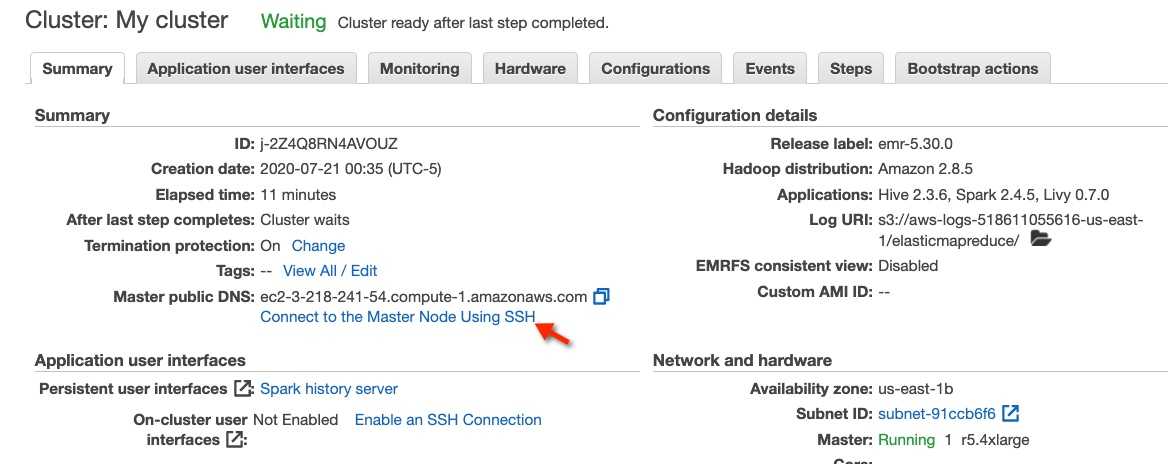 Cluster: My cluster Waiting Cluster ready after last step completed.
Summary Application user interfaces Monitoring Hardware Configurations Events Steps Bootstrap actions
Summary
ID: j-2Z4Q8RN4AVOUZ
Creation date: 2020-07-21 00:35 (UTC-5)
Elapsed time: 11 minutes
After last step completes: Cluster waits
Termination protection: On Change
Tags: -- View All / Edit
Master public DNS: ec2-3-218-241-54.compute-1.amazonaws.com
Connect to the Master Node Using SSH
Configuration details
Release label: emr-5.30.0
Hadoop distribution: Amazon 2.8.5
Applications: Hive 2.3.6, Spark 2.4.5, Livy 0.7.0
Log URI: s3://aws-logs-518611055616-us-east-
1/elasticmapreduce/
EMRFS consistent view: Disabled
Custom AMI ID: --
Application user interfaces
Persistent user interfaces : Spark history server
On-cluster user Not Enabled Enable an SSH Connection
interfaces :
Network and hardware
Availability zone: us-east-1b
Subnet ID: subnet-91ccb6f6
Master: Running 1 r5.4xlarge